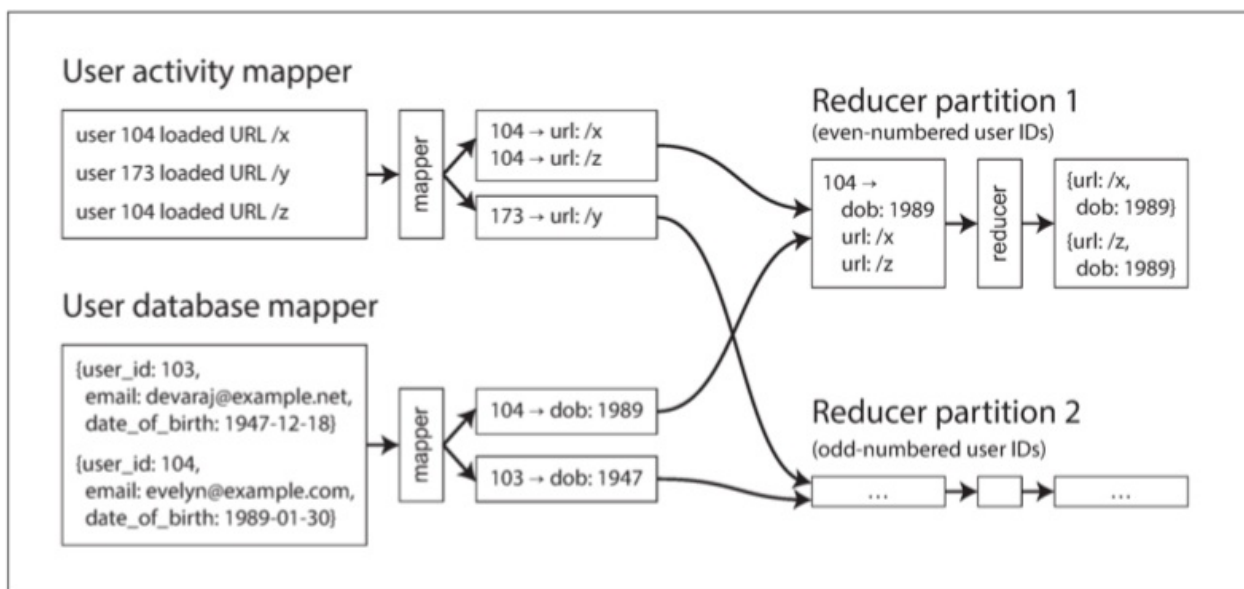 User activity mapper
user 104 loaded URL /x
user 173 loaded URL /y
user 104 loaded URL /z
mapper
104 → url: /x
104 → url: /z
173 → url: /y
User database mapper
{user_id: 103,
email: devaraj@example.net,
date_of_birth: 1947-12-18}
{user_id: 104,
email: evelyn@example.com,
date_of_birth: 1989-01-30}
mapper
104 → dob: 1989
103 → dob: 1947
Reducer partition 1
(even-numbered user IDs)
104 →
dob: 1989
url: /x
url: /z
reducer
{url: /x,
dob: 1989}
{url: /z,
dob: 1989}
Reducer partition 2
(odd-numbered user IDs)
...
...